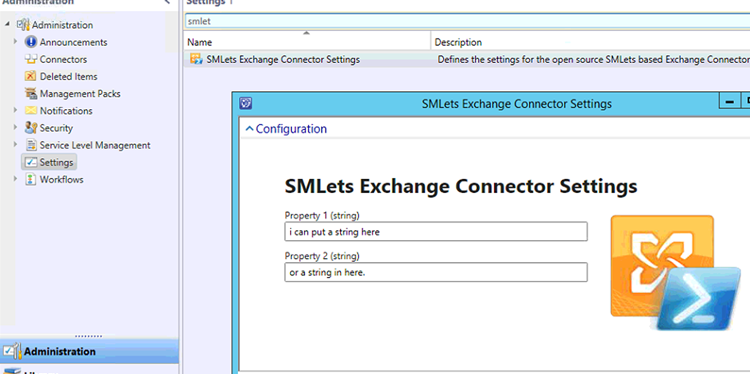 Administration
Settings 1
smlet
Administration
Announcements
Connectors
Deleted Items
Management Packs
Notifications
Security
Service Level Management
Settings
Workflows
Name
Description
SMLets Exchange Connector Settings
Defines the settings for the open source SMLets based Exchange Connector
SMLets Exchange Connector Settings
Configuration
SMLets Exchange Connector Settings
Property 1 (string)
i can put a string here
Property 2 (string)
or a string in here.
Administration